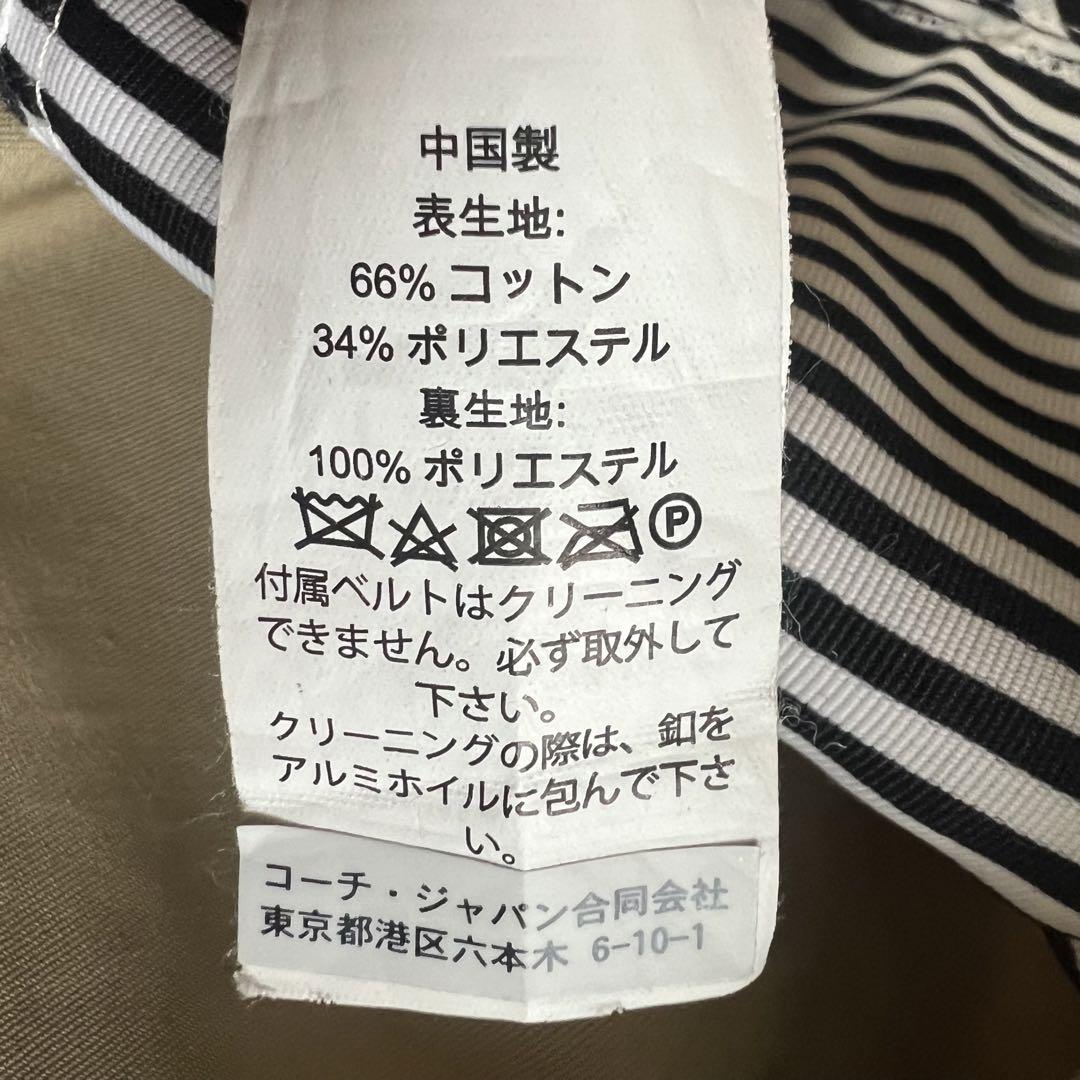 中国製
表生地:
66% コットン
34% ポリエステル
裏生地:
100% ポリエステル
P
付属ベルトはクリーニング
できません。必ず取外して
下さい。
クリーニングの際は、釦を
アルミホイルに包んで下さ
い。
コーチ・ジャパン合同会社
東京都港区六本木 6-10-1